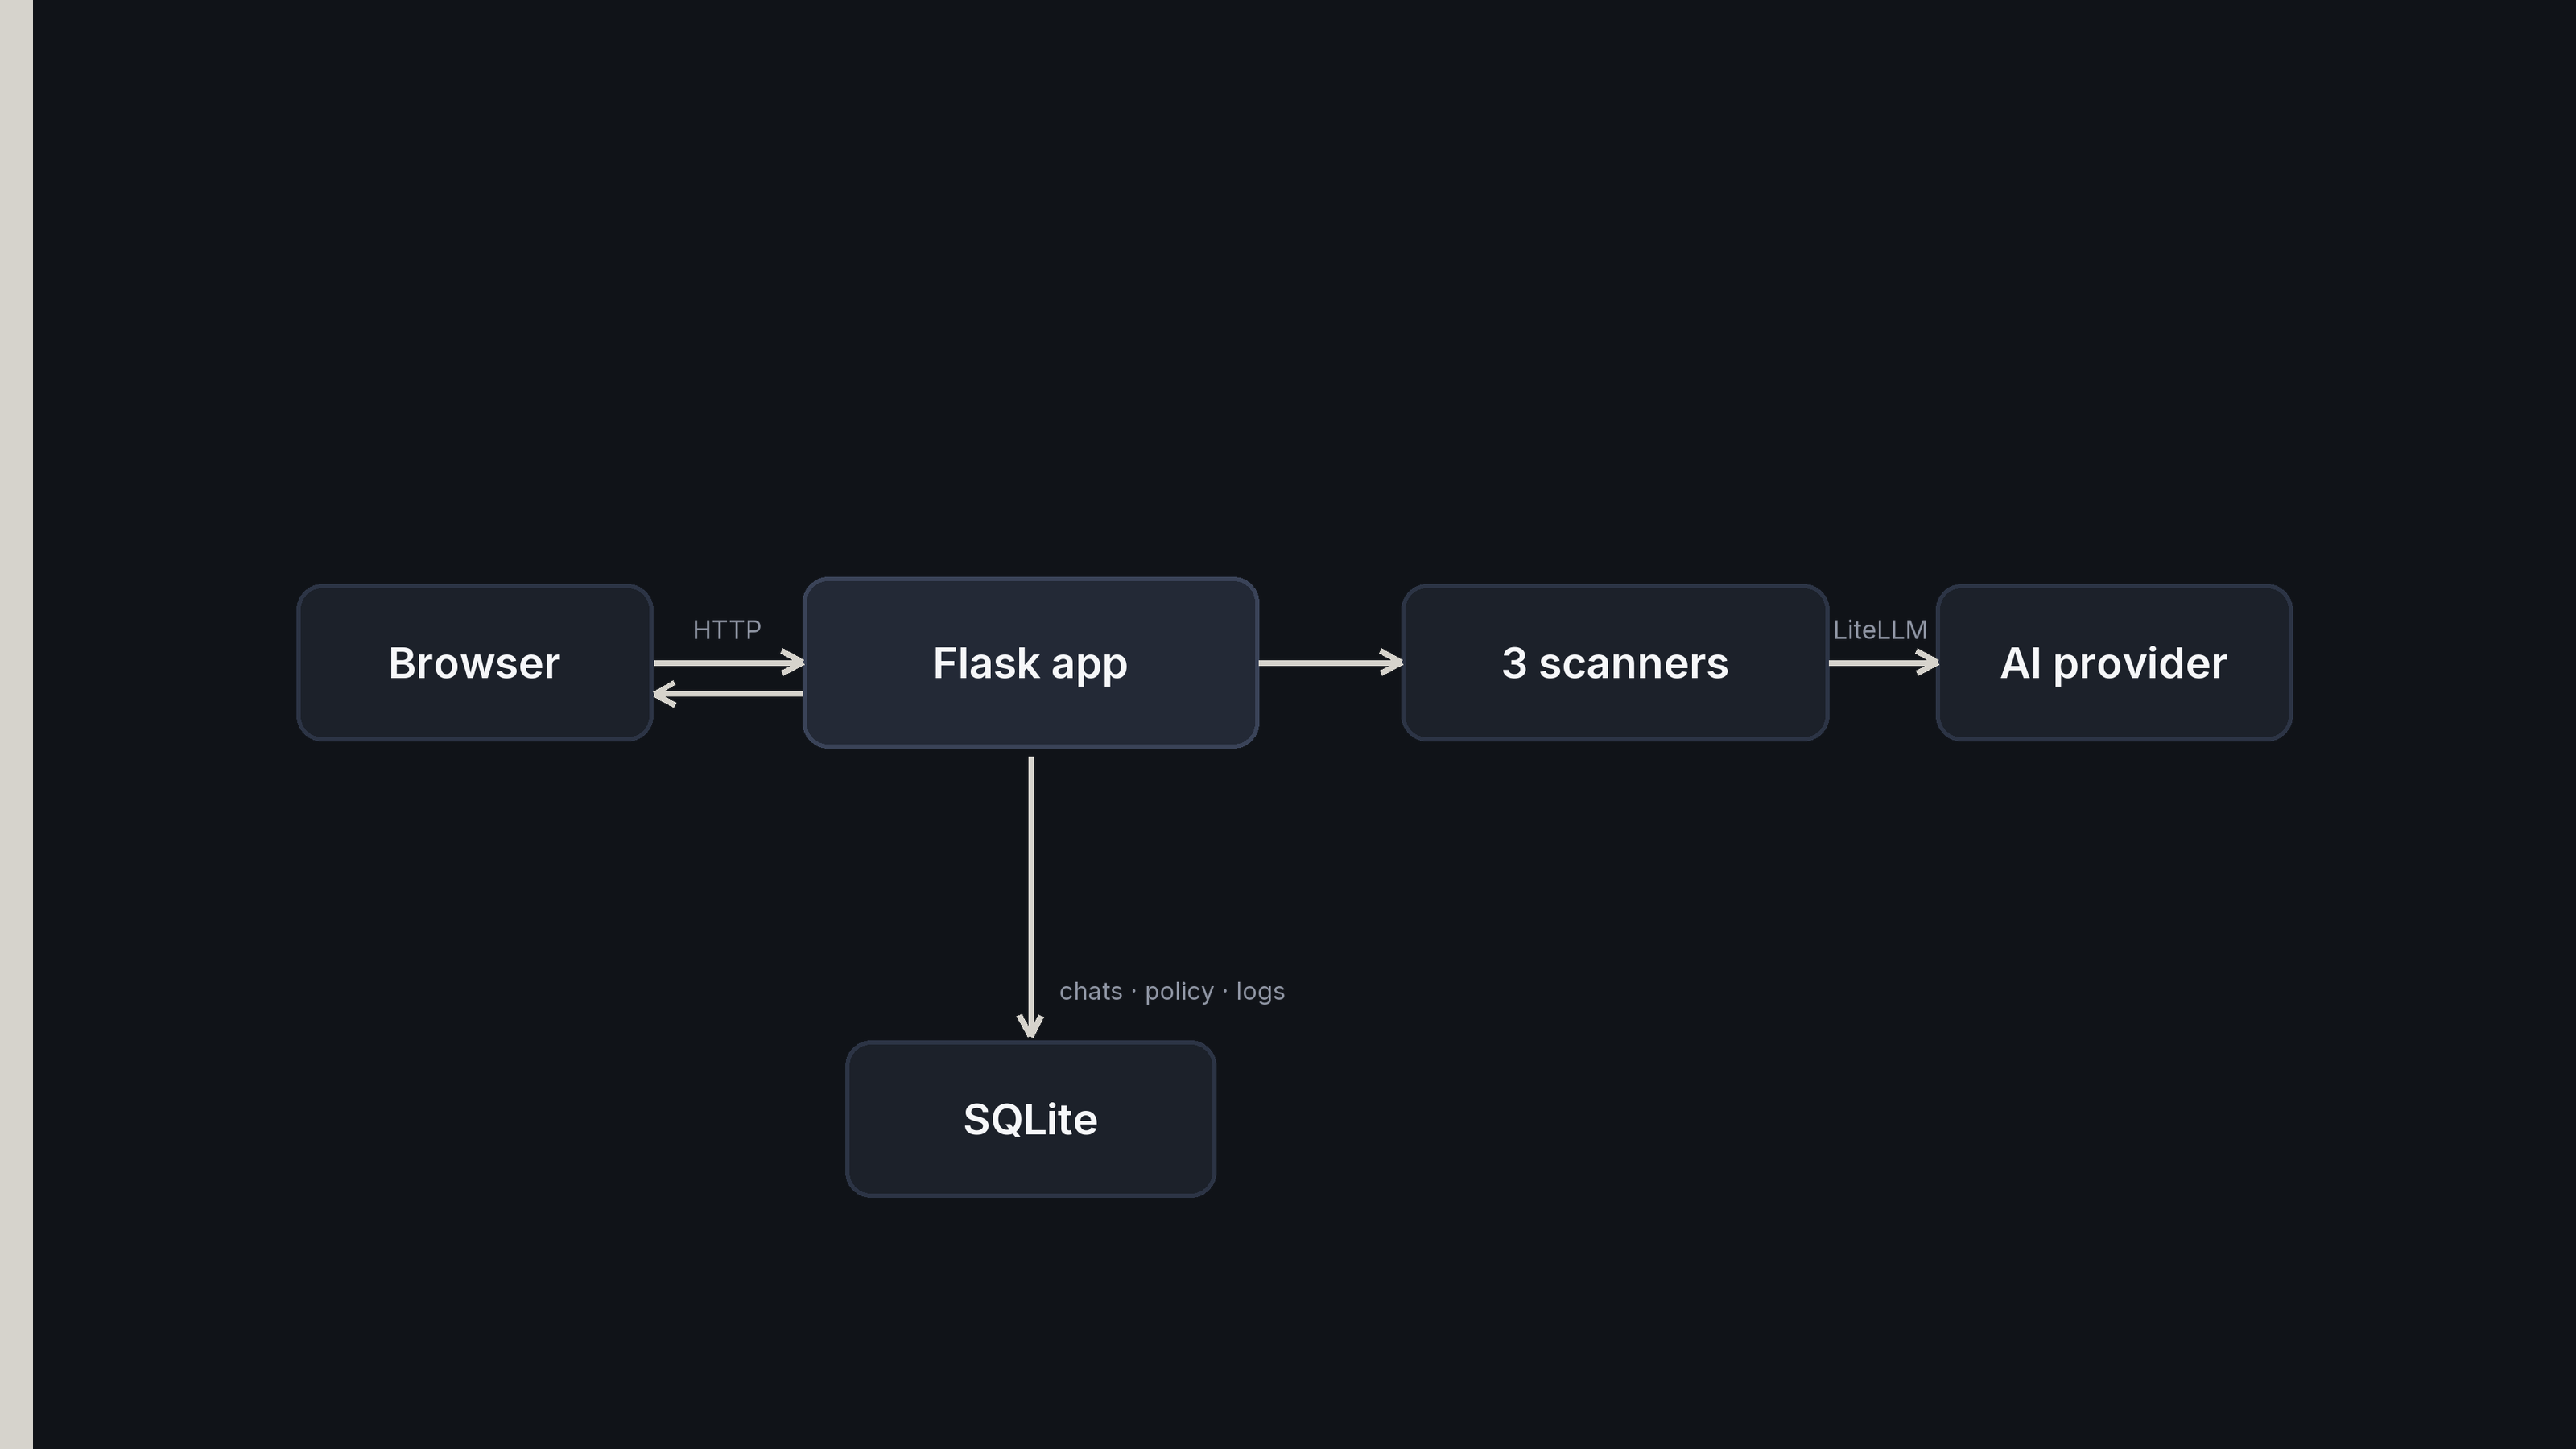 HTTP
LiteLLM
Browser
Flask app
3 scanners
AI provider
chats · policy · logs
SQLite